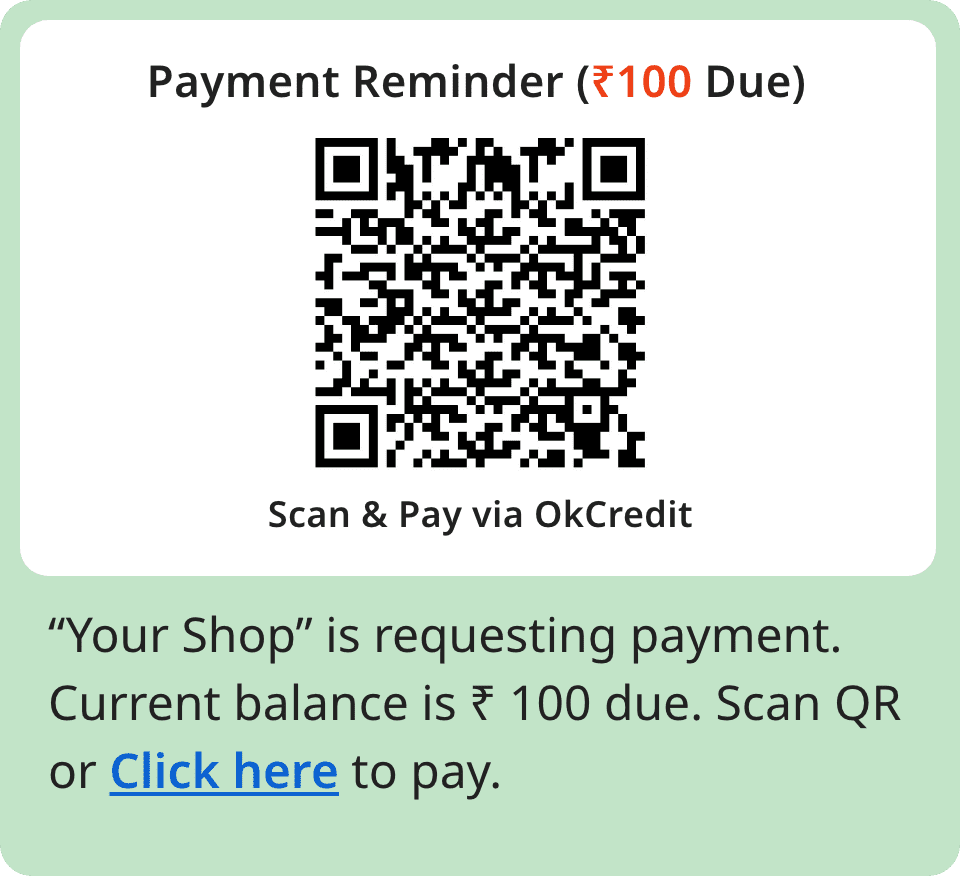 Payment Reminder (₹100 Due)
Scan & Pay via OkCredit
“Your Shop” is requesting payment.
Current balance is ₹ 100 due. Scan QR
or Click here to pay.